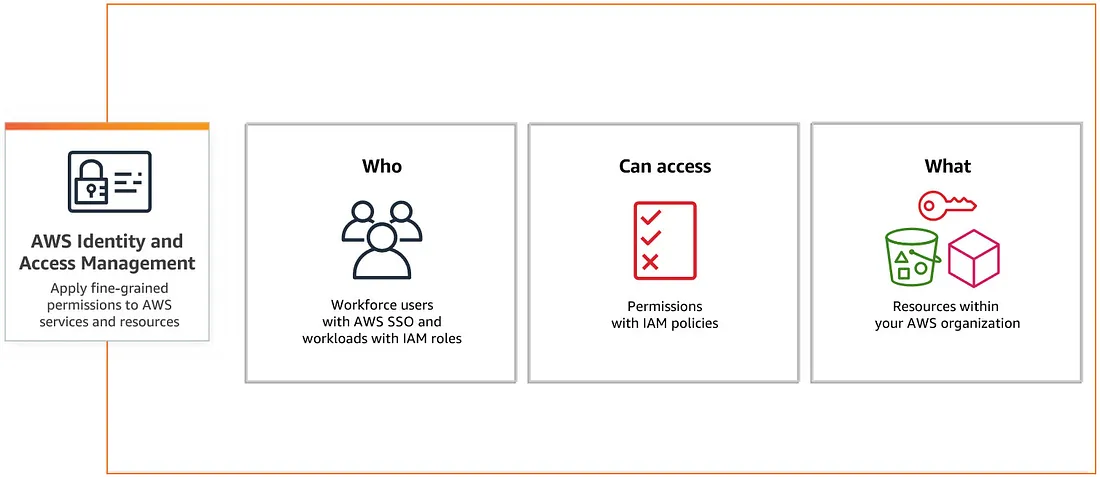 AWS Identity and
Access Management
Apply fine-grained
permissions to AWS
services and resources
Who
Workforce users
with AWS SSO and
workloads with IAM roles
Can access
Permissions
with IAM policies
What
Resources within
your AWS organization